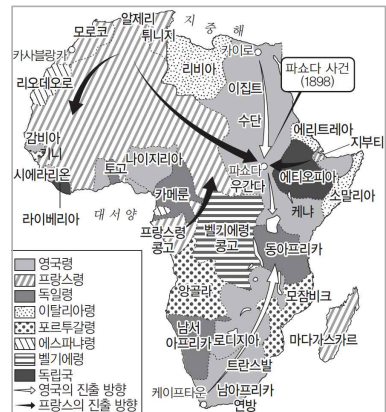 지중해
알제리
모로코
튀니지
카사블랑카
카이로
리비아
파쇼다 사건
(1898)
리오데오로
이집트
수단
에리트레아
지부티
감비아
기니
나이지리아
시에라리온
토고
파쇼다
에티오피아
우간다
카메룬
소말리아
라이베리아
대서양
케냐
프랑스령
콩고
벨기에령
콩고
동아프리카
앙골라
모잠비크
남서
아프리카
로디지아
마다가스카르
트란스발
케이프타운
남아프리카
연방
영국령
프랑스령
독일령
이탈리아령
포르투갈령
에스파냐령
벨기에령
독립국
영국의 진출 방향
프랑스의 진출 방향